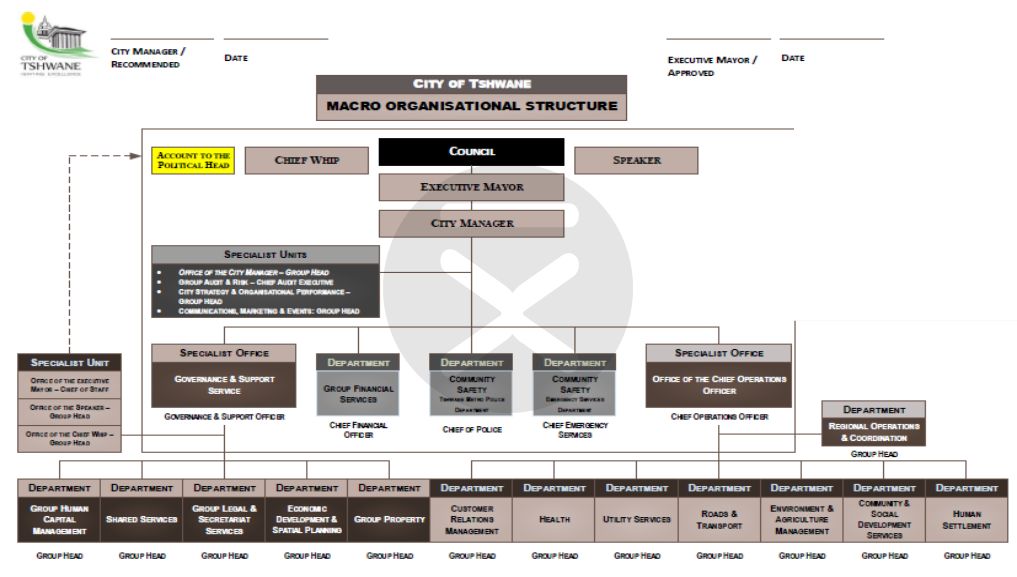 CITY OF
TSHWANE
IGNITING EXCELLENCE
CITY MANAGER /
RECOMMENDED
DATE
EXECUTIVE MAYOR /
APPROVED
DATE
CITY OF TSHWANE
MACRO ORGANISATIONAL STRUCTURE
ACCOUNT TO THE
POLITICAL HEAD
CHIEF WHIP
COUNCIL
SPEAKER
EXECUTIVE MAYOR
CITY MANAGER
SPECIALIST UNITS
• OFFICE OF THE CITY MANAGER – GROUP HEAD
• GROUP AUDIT & RISK – CHIEF AUDIT EXECUTIVE
• CITY STRATEGY & ORGANISATIONAL PERFORMANCE –
GROUP HEAD
• COMMUNICATIONS, MARKETING & EVENTS: GROUP HEAD
SPECIALIST UNIT
OFFICE OF THE EXECUTIVE
MAYOR – CHIEF OF STAFF
OFFICE OF THE SPEAKER –
GROUP HEAD
OFFICE OF THE CHIEF WHIP –
GROUP HEAD
SPECIALIST OFFICE
GOVERNANCE & SUPPORT
SERVICE
GOVERNANCE & SUPPORT OFFICER
DEPARTMENT
GROUP FINANCIAL
SERVICES
CHIEF FINANCIAL
OFFICER
DEPARTMENT
COMMUNITY
SAFETY
TSHWANE METRO POLICE
DEPARTMENT
CHIEF OF POLICE
DEPARTMENT
COMMUNITY
SAFETY
EMERGENCY SERVICES
DEPARTMENT
CHIEF EMERGENCY
SERVICES
SPECIALIST OFFICE
OFFICE OF THE CHIEF OPERATIONS
OFFICER
CHIEF OPERATIONS OFFICER
DEPARTMENT
REGIONAL OPERATIONS
& COORDINATION
GROUP HEAD
DEPARTMENT
GROUP HUMAN
CAPITAL
MANAGEMENT
GROUP HEAD
DEPARTMENT
SHARED SERVICES
GROUP HEAD
DEPARTMENT
GROUP LEGAL &
SECRETARIAT
SERVICES
GROUP HEAD
DEPARTMENT
ECONOMIC
DEVELOPMENT &
SPATIAL PLANNING
GROUP HEAD
DEPARTMENT
GROUP PROPERTY
GROUP HEAD
DEPARTMENT
CUSTOMER
RELATIONS
MANAGEMENT
GROUP HEAD
DEPARTMENT
HEALTH
GROUP HEAD
DEPARTMENT
UTILITY SERVICES
GROUP HEAD
DEPARTMENT
ROADS &
TRANSPORT
GROUP HEAD
DEPARTMENT
ENVIRONMENT &
AGRICULTURE
MANAGEMENT
GROUP HEAD
DEPARTMENT
COMMUNITY &
SOCIAL
DEVELOPMENT
SERVICES
GROUP HEAD
DEPARTMENT
HUMAN
SETTLEMENT
GROUP HEAD